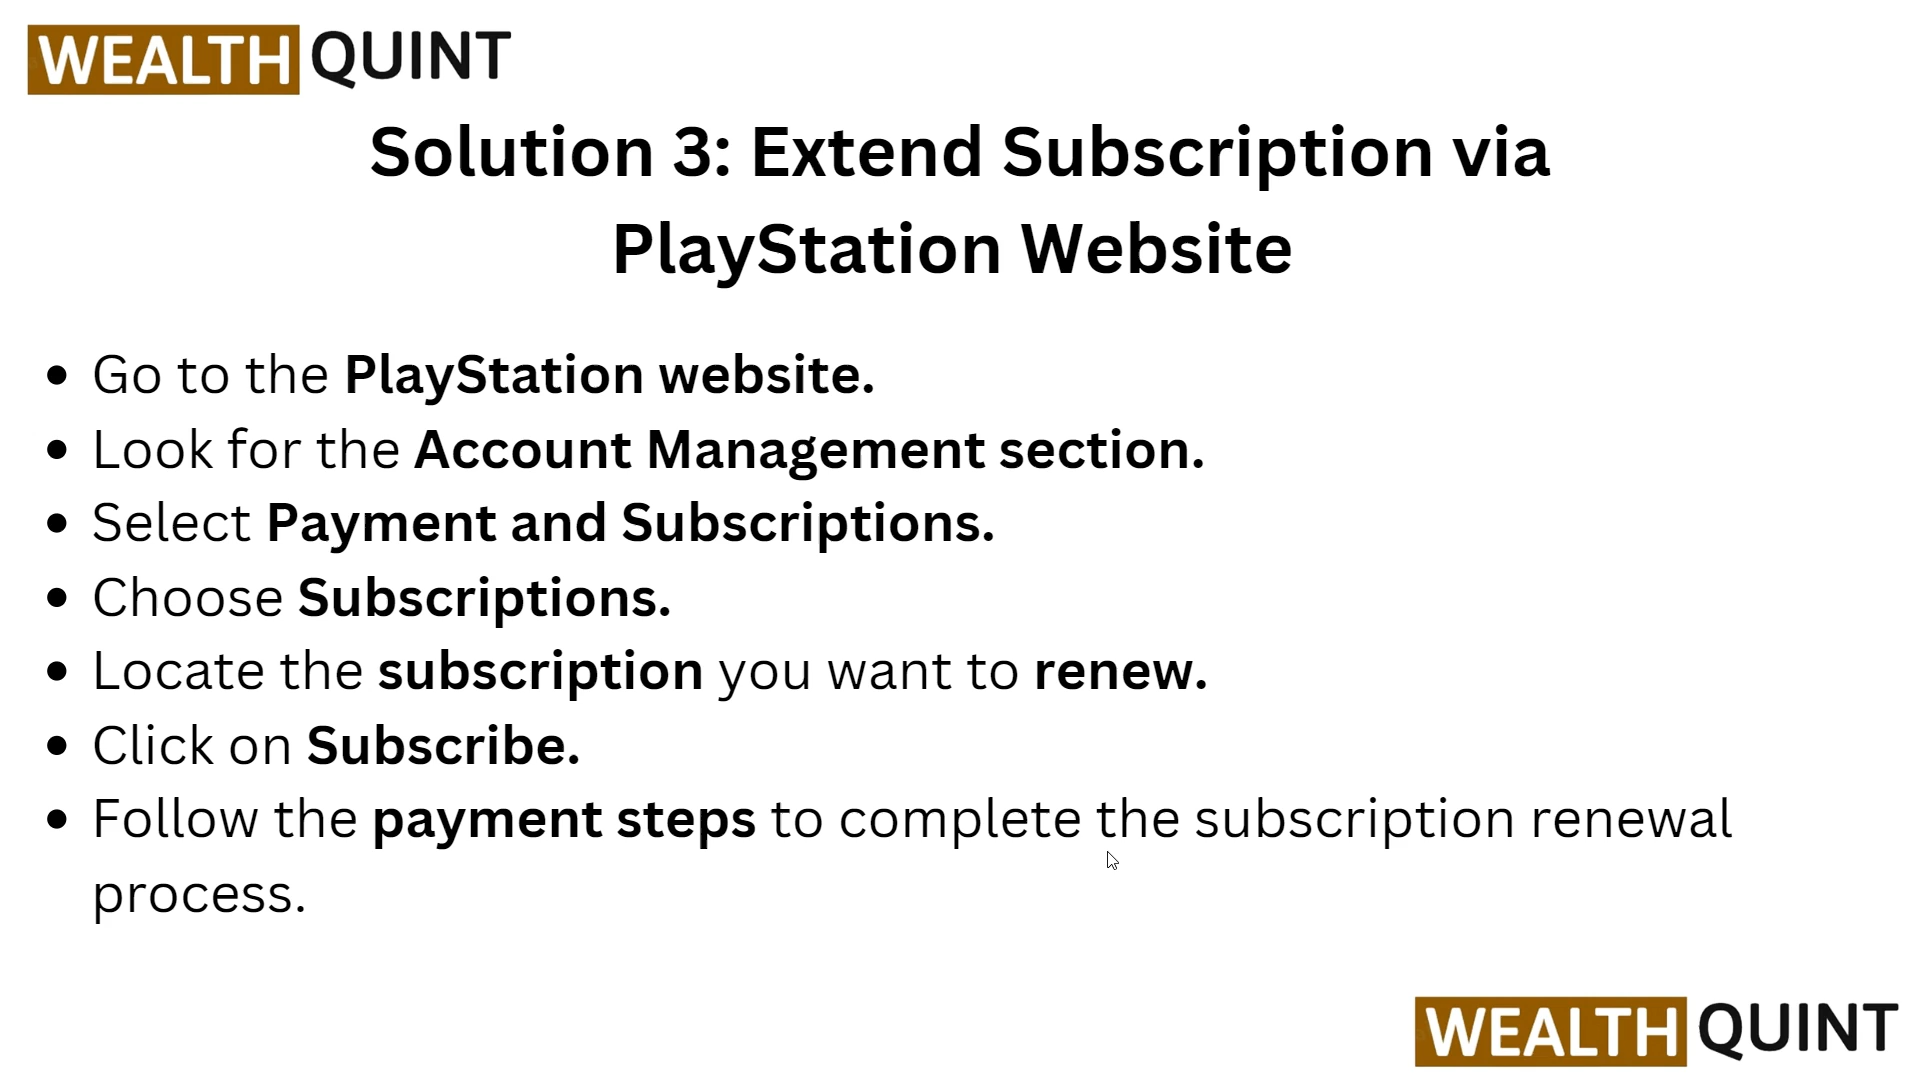 WEALTH QUINT
Solution 3: Extend Subscription via
PlayStation Website
• Go to the PlayStation website.
• Look for the Account Management section.
• Select Payment and Subscriptions.
• Choose Subscriptions.
• Locate the subscription you want to renew.
• Click on Subscribe.
• Follow the payment steps to complete the subscription renewal
process.
WEALTH QUINT